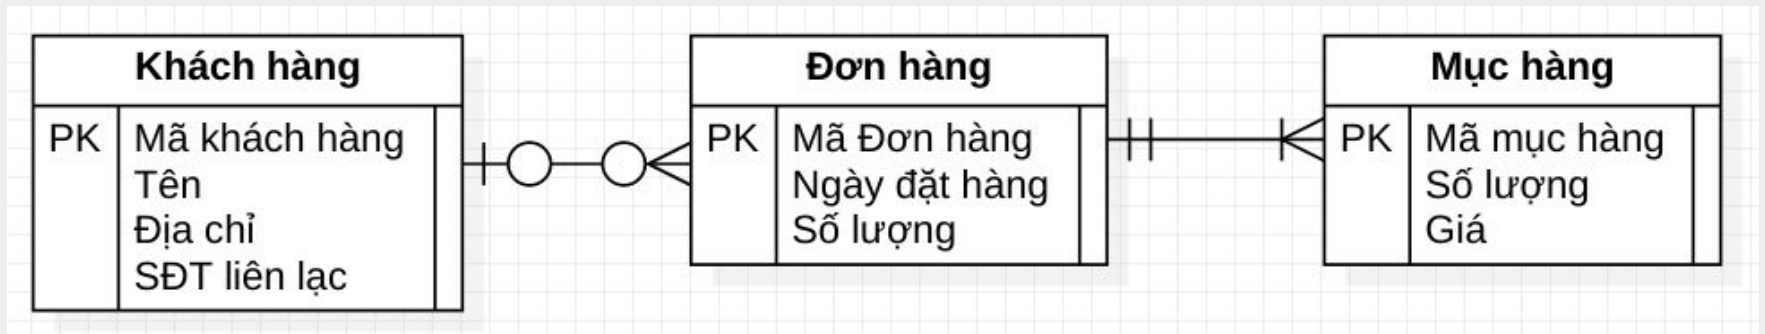 Khách hàng
PK Mã khách hàng
Tên
Địa chỉ
SĐT liên lạc
Đơn hàng
PK Mã Đơn hàng
Ngày đặt hàng
Số lượng
Mục hàng
PK Mã mục hàng
Số lượng
Giá